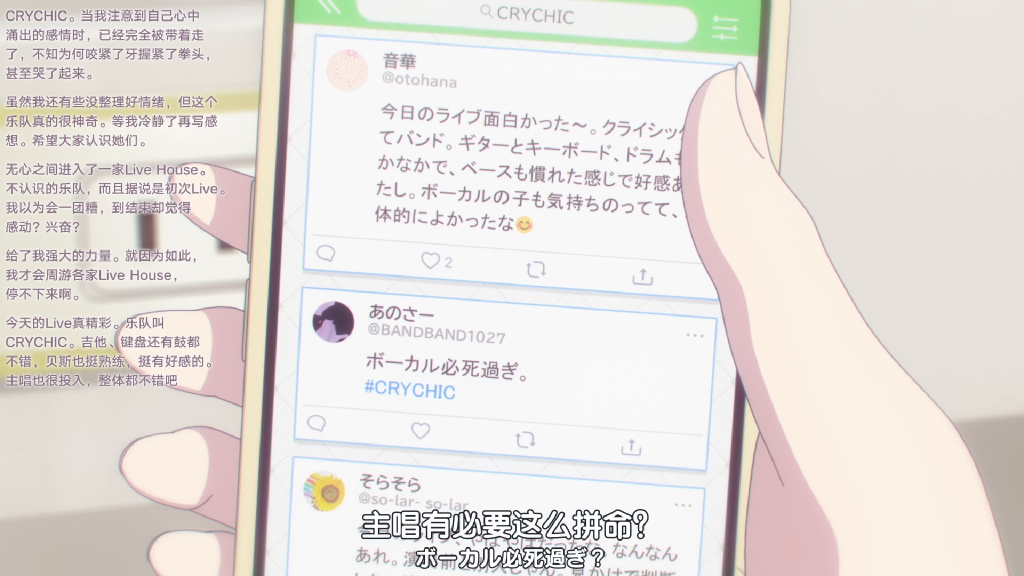 CRYCHIC。当我注意到自己心中
涌出的感情时，已经完全被带着走
了，不知为何咬紧了牙握紧了拳头，
甚至哭了起来。
虽然我还有些没整理好情绪，但这个
乐队真的很神奇。等我冷静了再写感
想。希望大家认识她们。
无心之间进入了一家Live House。
不认识的乐队，而且据说是初次Live。
我以为会一团糟，到结束却觉得
感动？兴奋？
给了我强大的力量。就因为如此，
我才会周游各家Live House，
停不下来啊。
今天的Live真精彩。乐队叫
CRYCHIC。吉他、键盘还有鼓都
不错，贝斯也挺熟练，挺有好感的。
主唱也很投入，整体都不错吧
CRYCHIC
音華
@otohana
今日のライブ面白かった～。クライシッ
てバンド。ギターとキーボード、ドラムも
かなかで、ベースも慣れた感じで好感あ
たし。ボーカルの子も気持ちのってて、
体的によかったな😊
2
あのさー
@BANDBAND1027
ボーカル必死過ぎ。
#CRYCHIC
そらそら
@so-lar- so-lar
主唱有必要这么拼命？
なんなん
ボーカル必死過ぎ？
あれ。